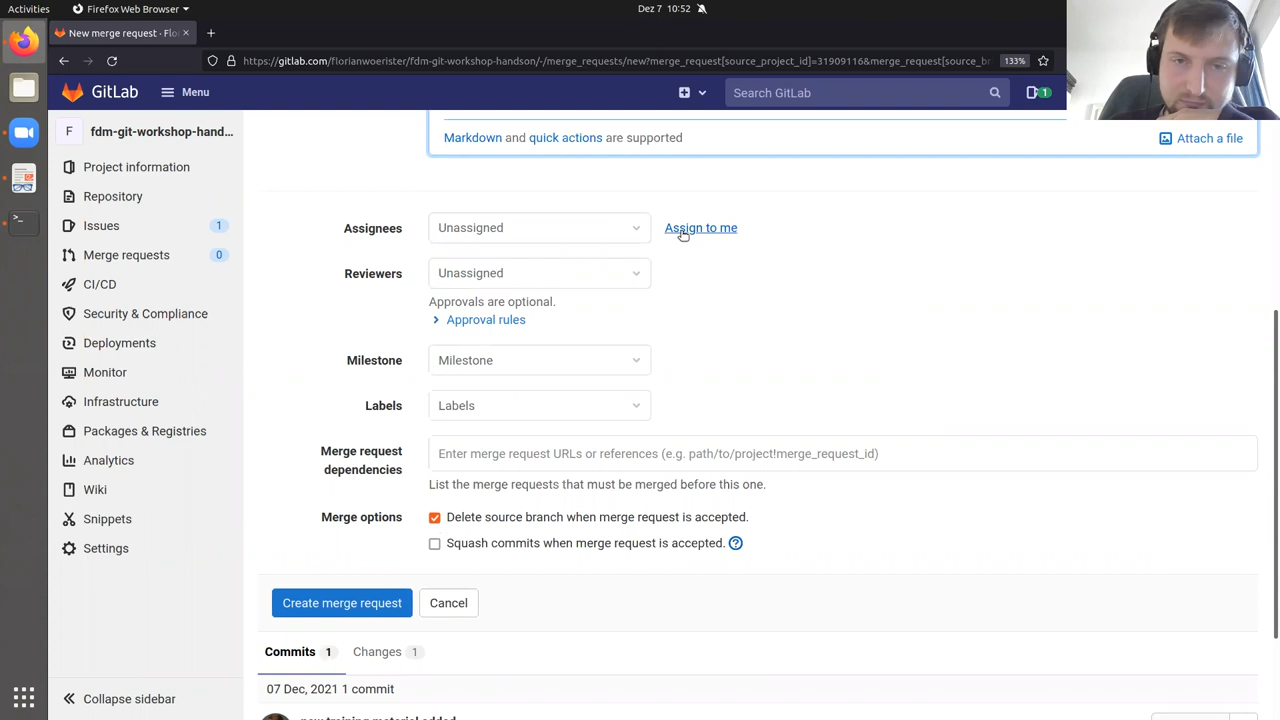 Activities
Firefox Web Browser
Dez 7 10:52
New merge request · Flo
https://gitlab.com/florianwoerister/fdm-git-workshop-handson/-/merge_requests/new?merge_request[source_project_id]=31909116&merge_request[source_br
133%
GitLab
Menu
Search GitLab
1
F
fdm-git-workshop-hand...
Project information
Repository
Issues 1
Merge requests 0
CI/CD
Security & Compliance
Deployments
Monitor
Infrastructure
Packages & Registries
Analytics
Wiki
Snippets
Settings
Collapse sidebar
Markdown and quick actions are supported
Attach a file
Assignees
Unassigned
Assign to me
Reviewers
Unassigned
Approvals are optional.
Approval rules
Milestone
Milestone
Labels
Labels
Merge request
dependencies
Enter merge request URLs or references (e.g. path/to/project!merge_request_id)
List the merge requests that must be merged before this one.
Merge options
Delete source branch when merge request is accepted.
Squash commits when merge request is accepted.
Create merge request
Cancel
Commits 1
Changes 1
07 Dec, 2021 1 commit
new training material added